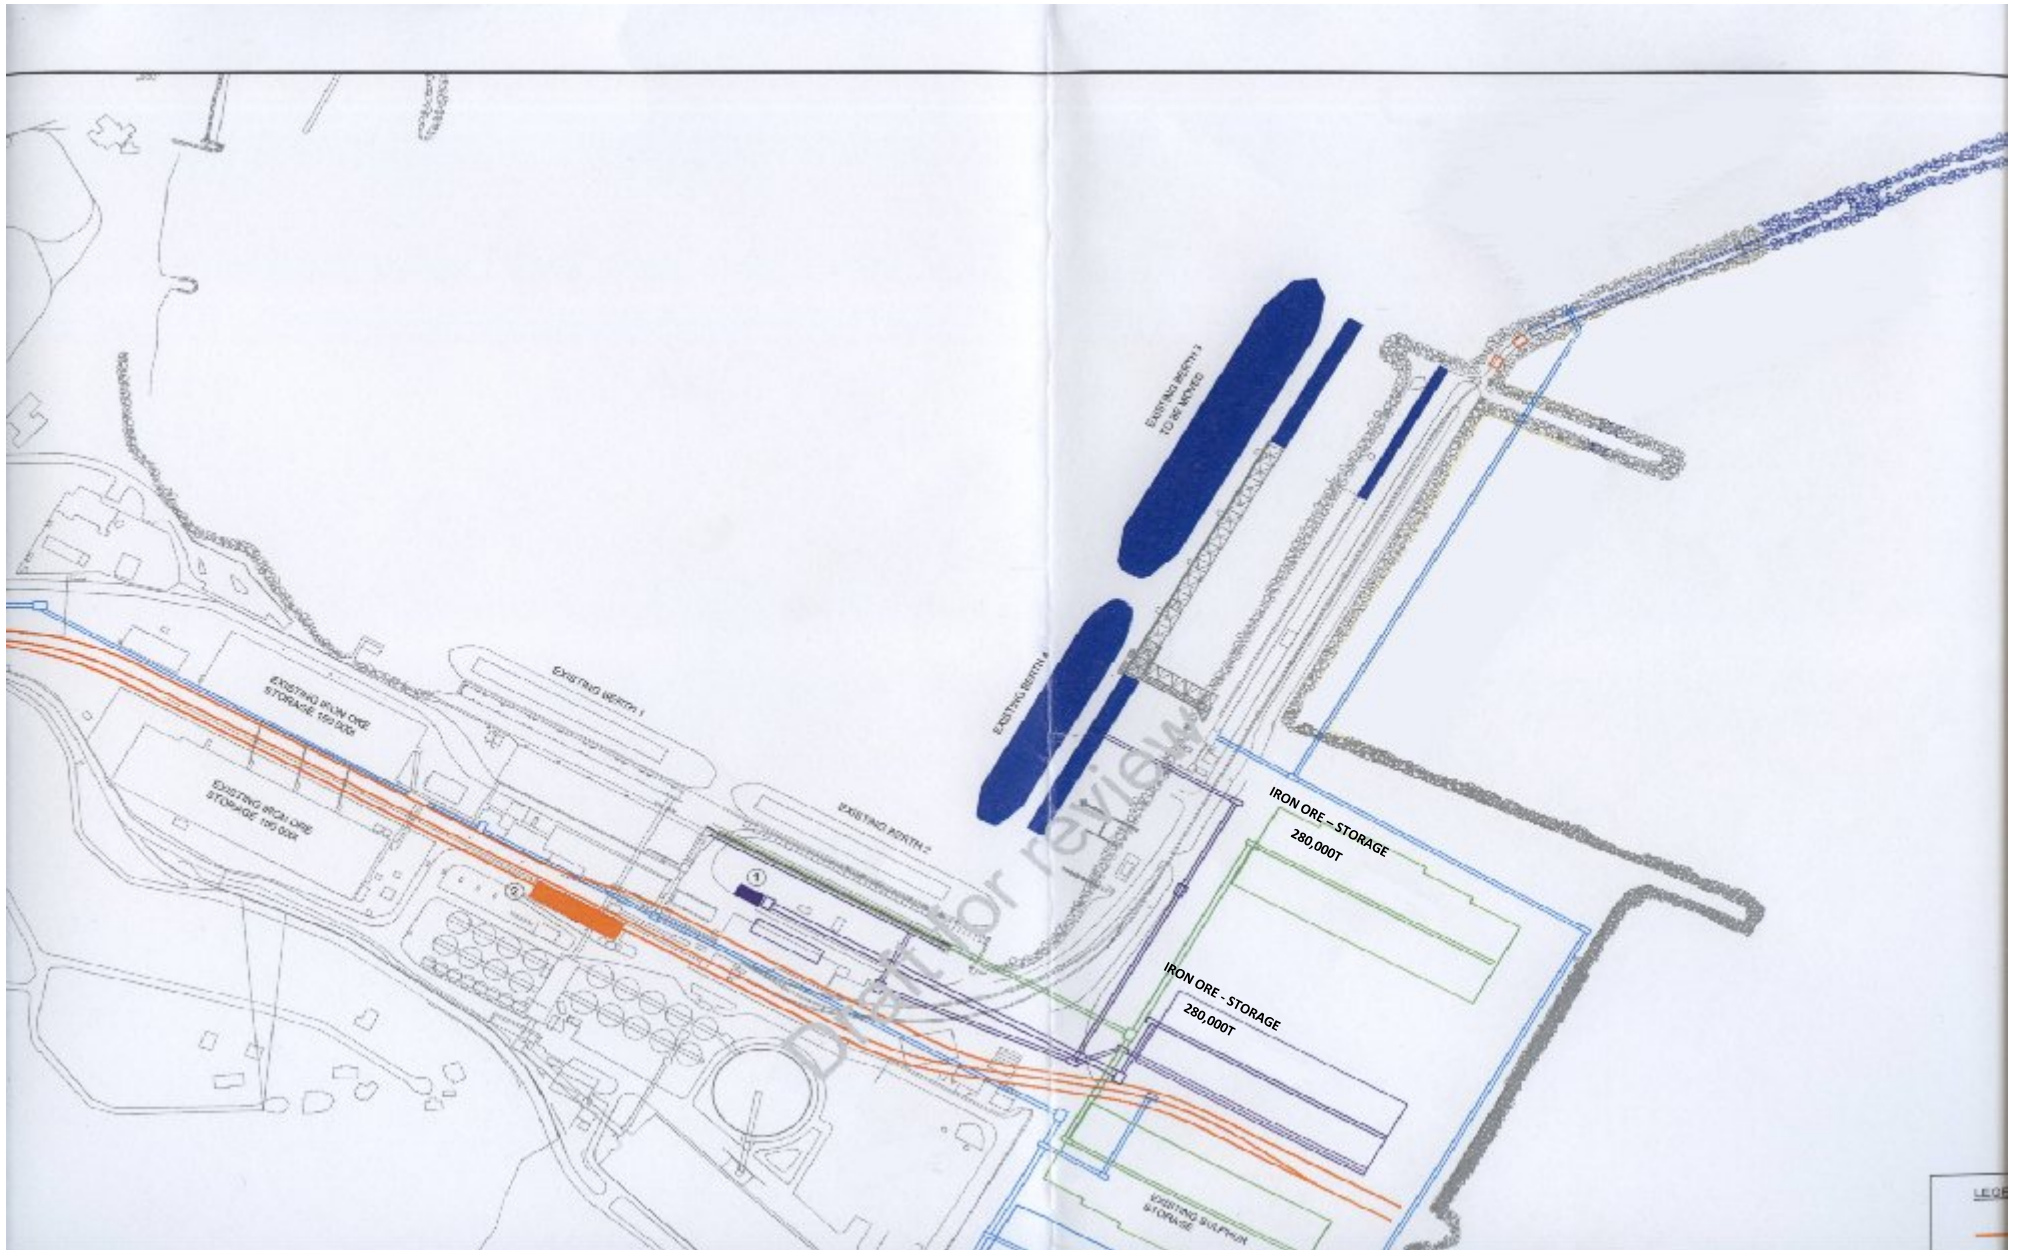 EXISTING BERTH 3
TO BE MOVED
EXISTING BERTH 4
EXISTING BERTH 1
EXISTING IRON ORE
STORAGE 150 000t
EXISTING IRON ORE
STORAGE 150 000t
EXISTING BERTH 2
1
2
IRON ORE – STORAGE
280,000T
IRON ORE - STORAGE
280,000T
EXISTING SULPHUR
STORAGE
Draft for review